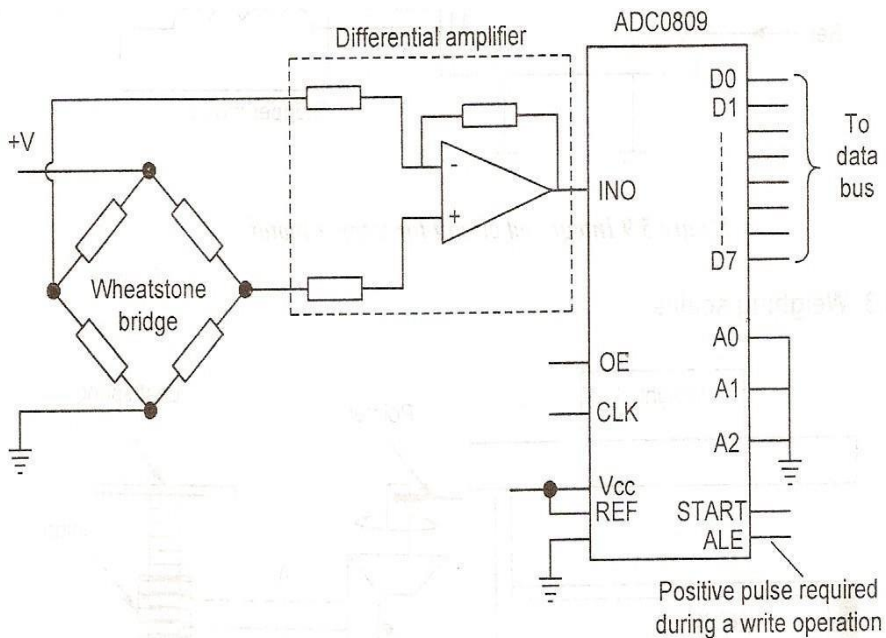 Differential amplifier
ADC0809
+V
Wheatstone
bridge
-
+
INO
OE
CLK
Vcc
REF
D0
D1
D7
A0
A1
A2
START
ALE
To
data
bus
Positive pulse required
during a write operation